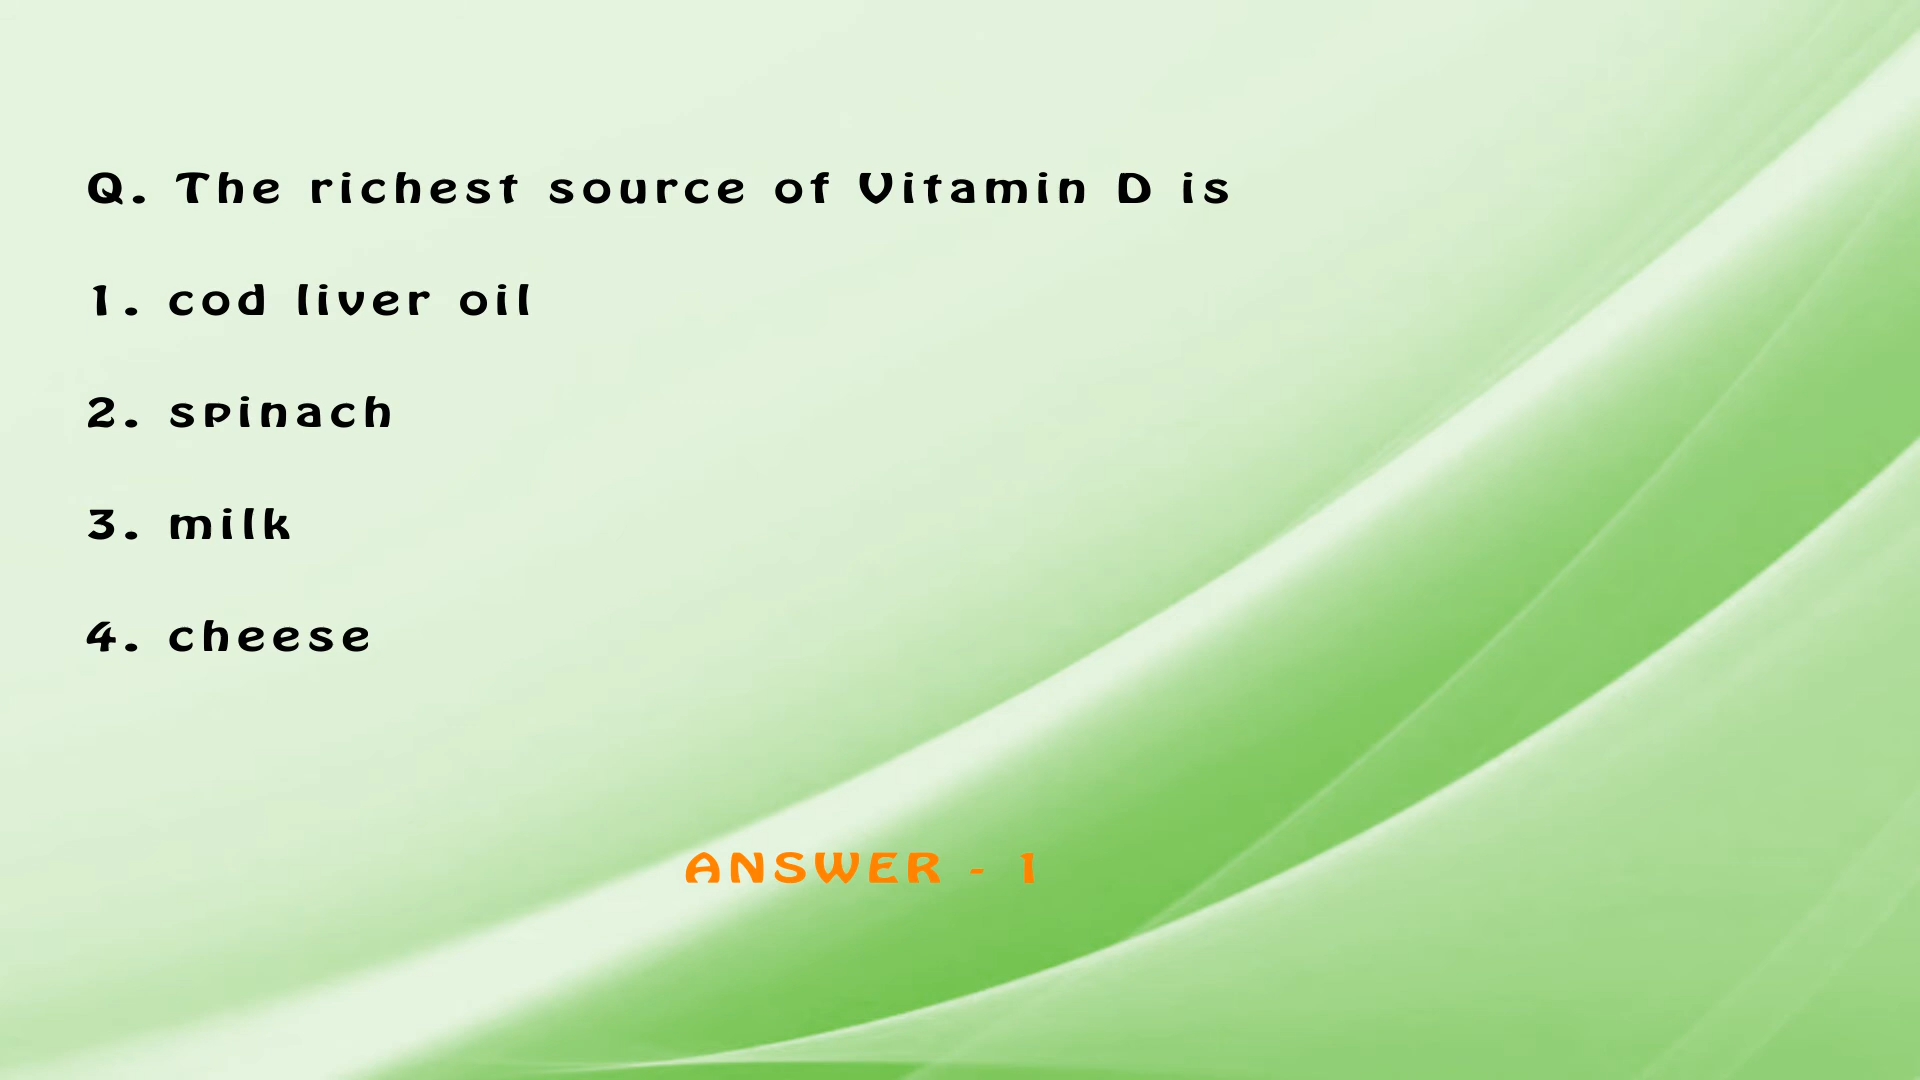 Q. The richest source of Vitamin D is
1. cod liver oil
2. spinach
3. milk
4. cheese
ANSWER - 1